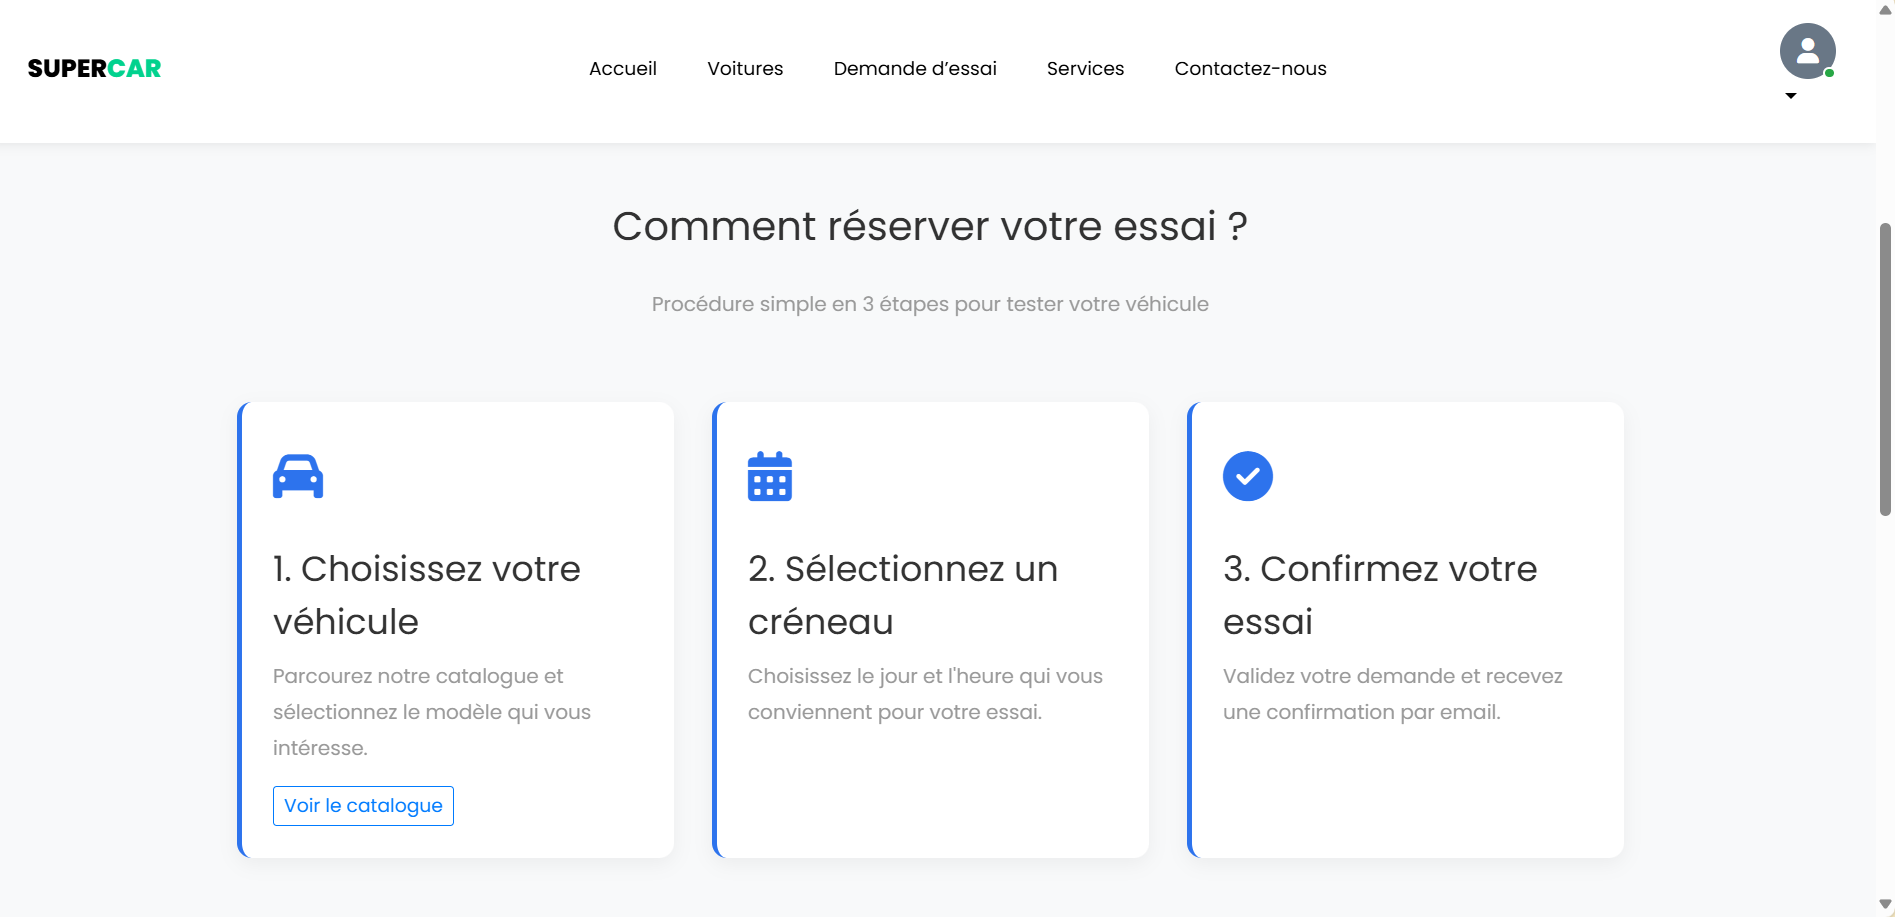 SUPERCAR
Accueil
Voitures
Demande d’essai
Services
Contactez-nous
Comment réserver votre essai ?
Procédure simple en 3 étapes pour tester votre véhicule
1. Choisissez votre
véhicule
Parcourez notre catalogue et
sélectionnez le modèle qui vous
intéresse.
Voir le catalogue
2. Sélectionnez un
créneau
Choisissez le jour et l'heure qui vous
conviennent pour votre essai.
3. Confirmez votre
essai
Validez votre demande et recevez
une confirmation par email.